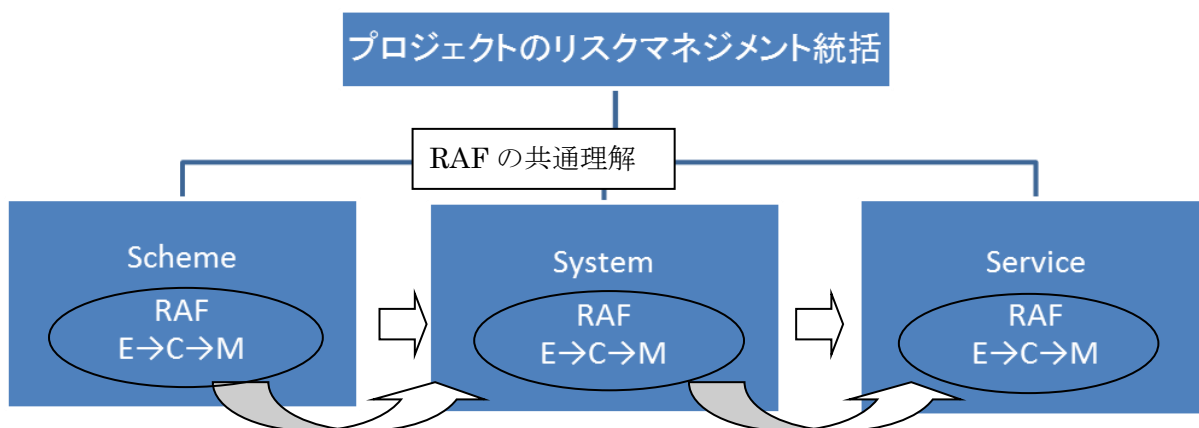 プロジェクトのリスクマネジメント統括
RAF の共通理解
Scheme
RAF
E→C→M
System
RAF
E→C→M
Service
RAF
E→C→M